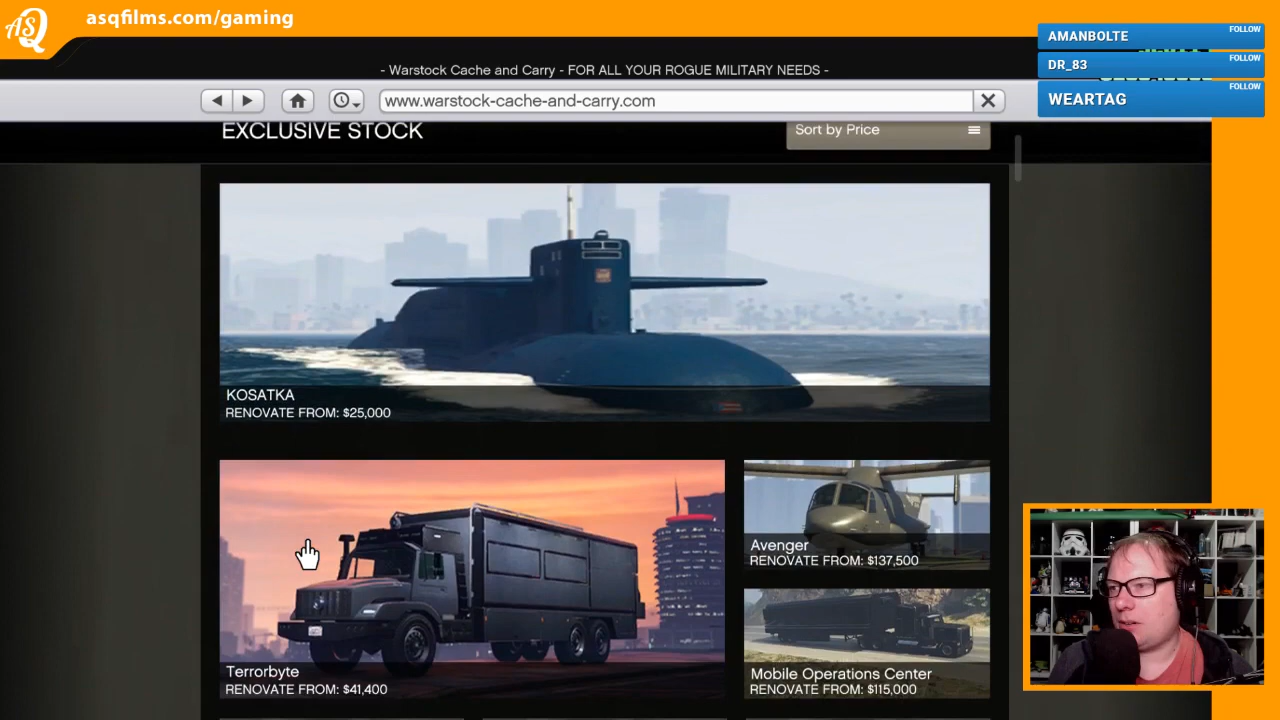 ASQ
asqfilms.com/gaming
AMANBOLTE
FOLLOW
DR_83
FOLLOW
WEARTAG
FOLLOW
- Warstock Cache and Carry - FOR ALL YOUR ROGUE MILITARY NEEDS -
www.warstock-cache-and-carry.com
EXCLUSIVE STOCK
Sort by Price
KOSATKA
RENOVATE FROM: $25,000
Terrorbyte
RENOVATE FROM: $41,400
Avenger
RENOVATE FROM: $137,500
Mobile Operations Center
RENOVATE FROM: $115,000